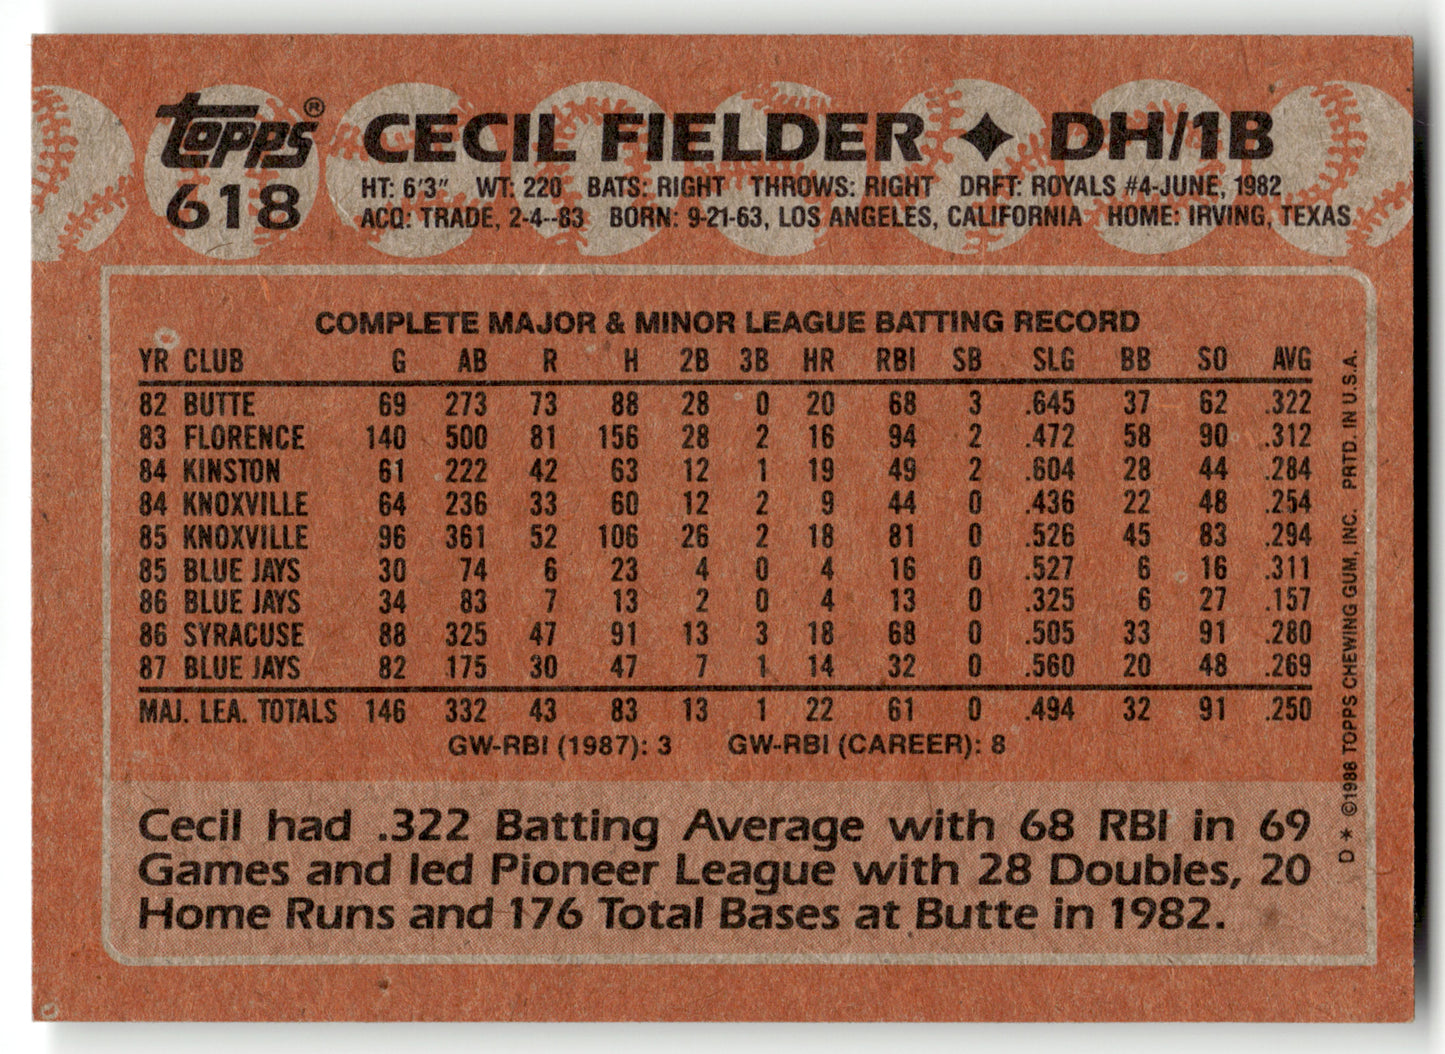 topps®
618
CECIL FIELDER ✦ DH/1B
HT: 6'3" WT: 220 BATS: RIGHT THROWS: RIGHT DRFT: ROYALS #4-JUNE, 1982
ACQ: TRADE, 2-4--83 BORN: 9-21-63, LOS ANGELES, CALIFORNIA HOME: IRVING, TEXAS
COMPLETE MAJOR & MINOR LEAGUE BATTING RECORD
YR CLUB G AB R H 2B 3B HR RBI SB SLG BB SO AVG
82 BUTTE 69 273 73 88 28 0 20 68 3 .645 37 62 .322
83 FLORENCE 140 500 81 156 28 2 16 94 2 .472 58 90 .312
84 KINSTON 61 222 42 63 12 1 19 49 2 .604 28 44 .284
84 KNOXVILLE 64 236 33 60 12 2 9 44 0 .436 22 48 .254
85 KNOXVILLE 96 361 52 106 26 2 18 81 0 .526 45 83 .294
85 BLUE JAYS 30 74 6 23 4 0 4 16 0 .527 6 16 .311
86 BLUE JAYS 34 83 7 13 2 0 4 13 0 .325 6 27 .157
86 SYRACUSE 88 325 47 91 13 3 18 68 0 .505 33 91 .280
87 BLUE JAYS 82 175 30 47 7 1 14 32 0 .560 20 48 .269
MAJ. LEA. TOTALS 146 332 43 83 13 1 22 61 0 .494 32 91 .250
GW-RBI (1987): 3 GW-RBI (CAREER): 8
Cecil had .322 Batting Average with 68 RBI in 69
Games and led Pioneer League with 28 Doubles, 20
Home Runs and 176 Total Bases at Butte in 1982.
D* ©1988 TOPPS CHEWING GUM, INC. PRTD. IN U.S.A.